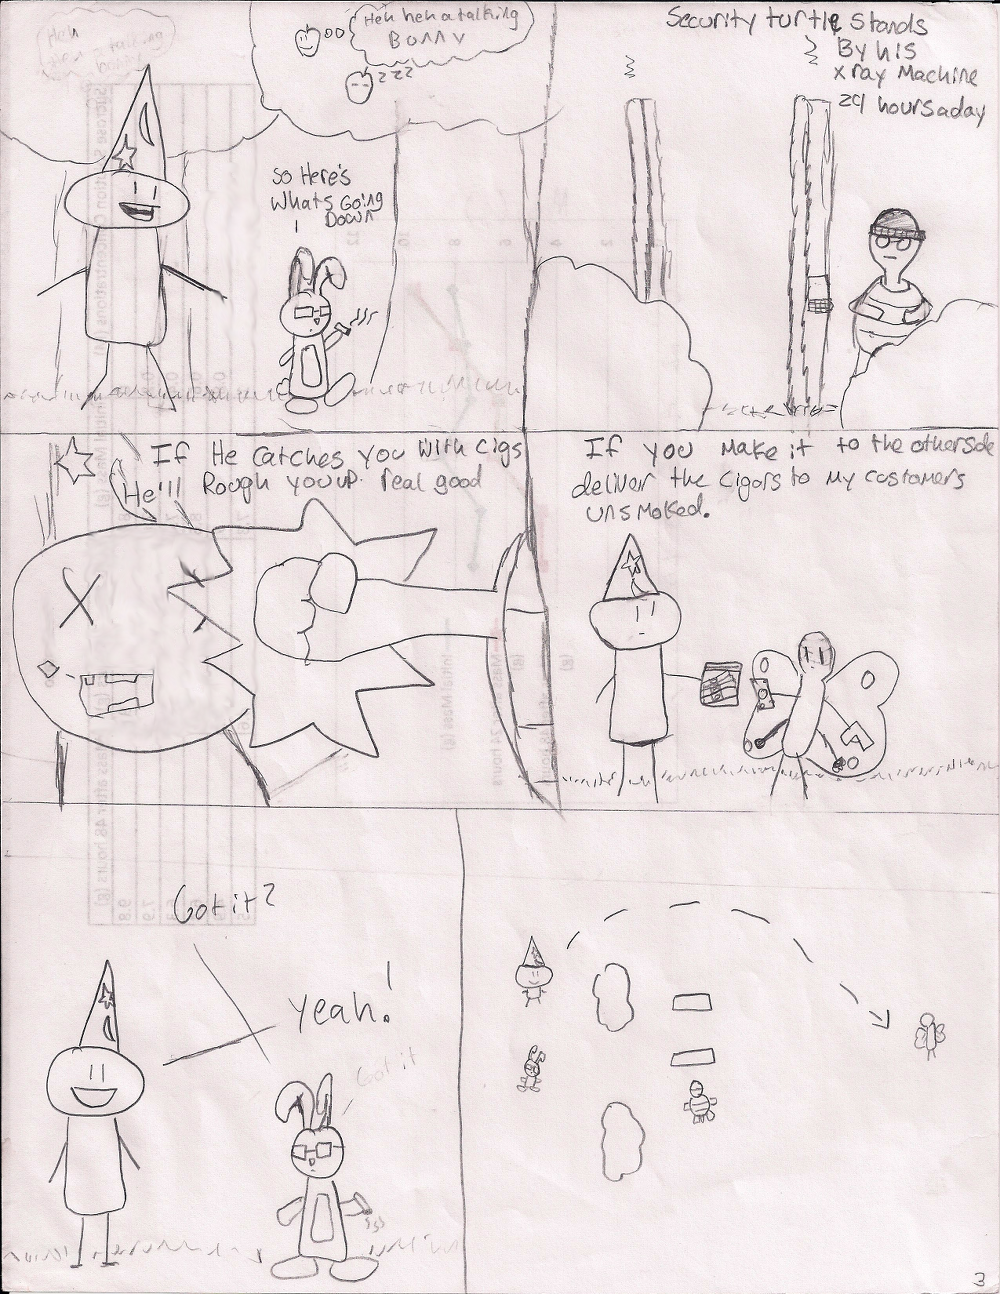 Heh heh a talking
BUNNY
zzz
So Here's
Whats Going
Down
Security turtle Stands
By his
x ray Machine
24 hours a day
If He catches you with cigs
He'll Rough you up real good
If you make it to the otherside
deliver the cigars to my customers
unsmoked.
Got it?
Yeah!
Got it
3